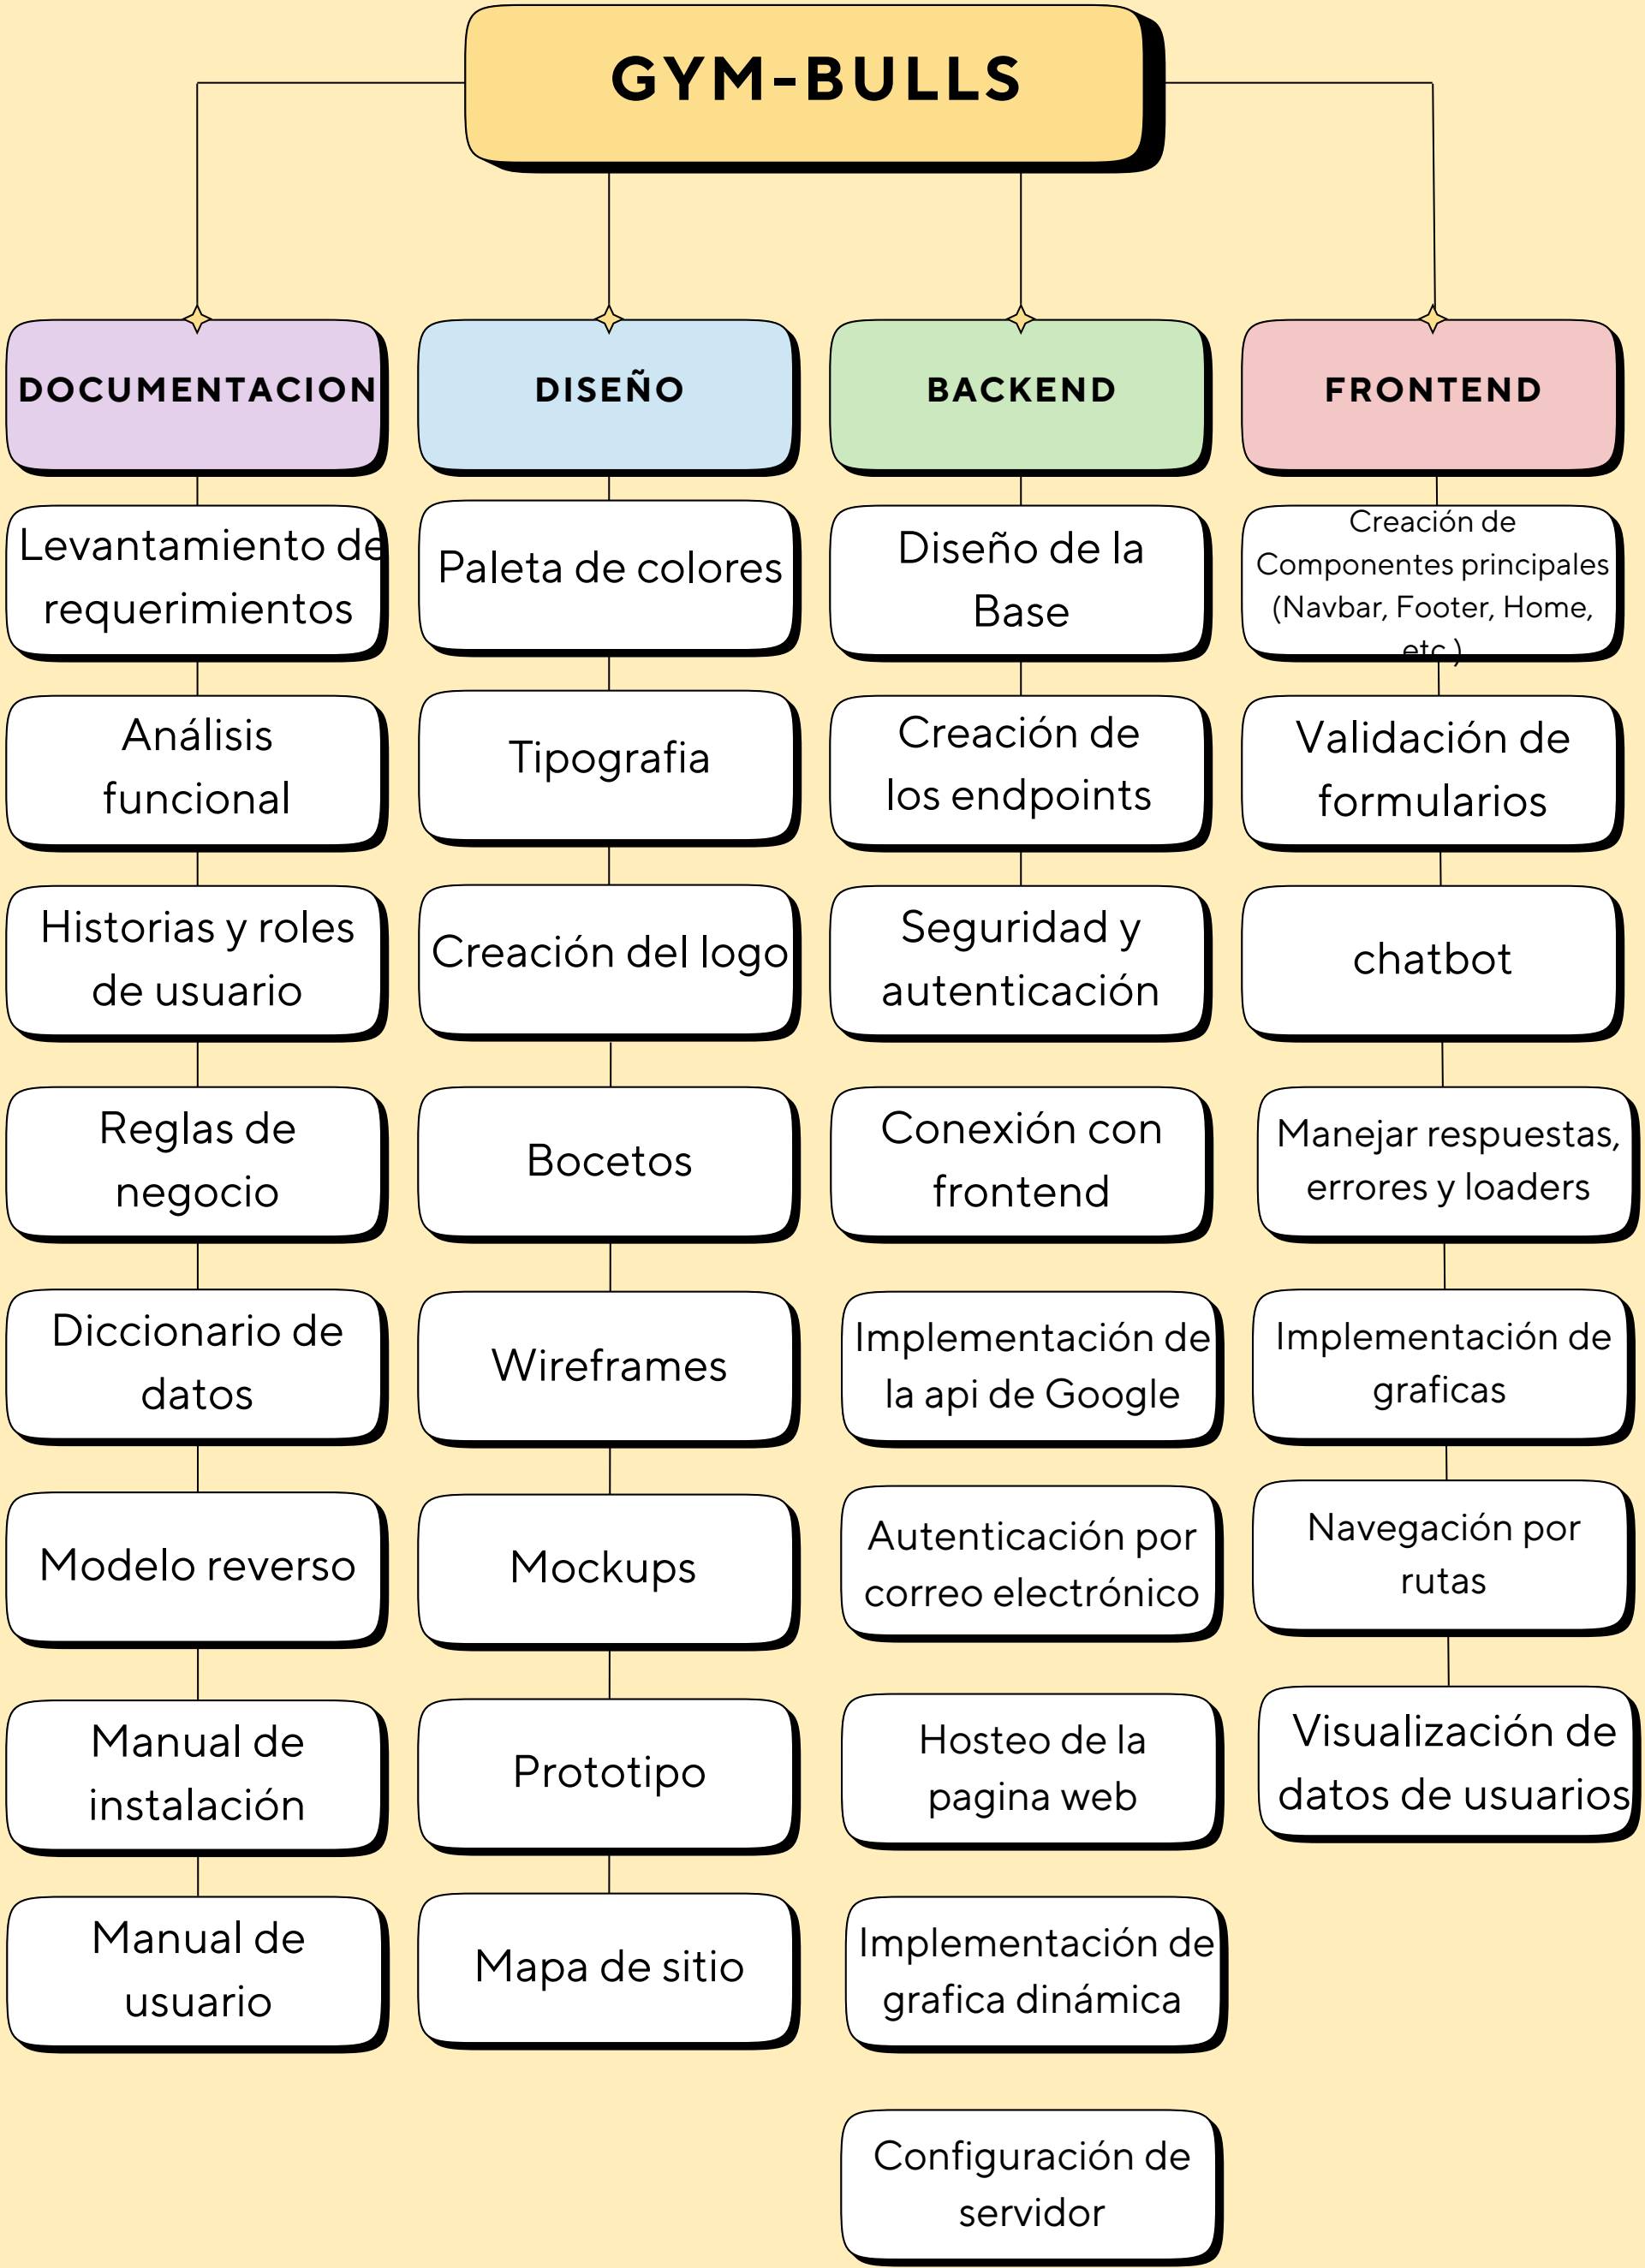 GYM-BULLS
DOCUMENTACION
Levantamiento de
requerimientos
Análisis
funcional
Historias y roles
de usuario
Reglas de
negocio
Diccionario de
datos
Modelo reverso
Manual de
instalación
Manual de
usuario
DISEÑO
Paleta de colores
Tipografia
Creación del logo
Bocetos
Wireframes
Mockups
Prototipo
Mapa de sitio
BACKEND
Diseño de la
Base
Creación de
los endpoints
Seguridad y
autenticación
Conexión con
frontend
Implementación de
la api de Google
Autenticación por
correo electrónico
Hosteo de la
pagina web
Implementación de
grafica dinámica
Configuración de
servidor
FRONTEND
Creación de
Componentes principales
(Navbar, Footer, Home,
etc.)
Validación de
formularios
chatbot
Manejar respuestas,
errores y loaders
Implementación de
graficas
Navegación por
rutas
Visualización de
datos de usuarios